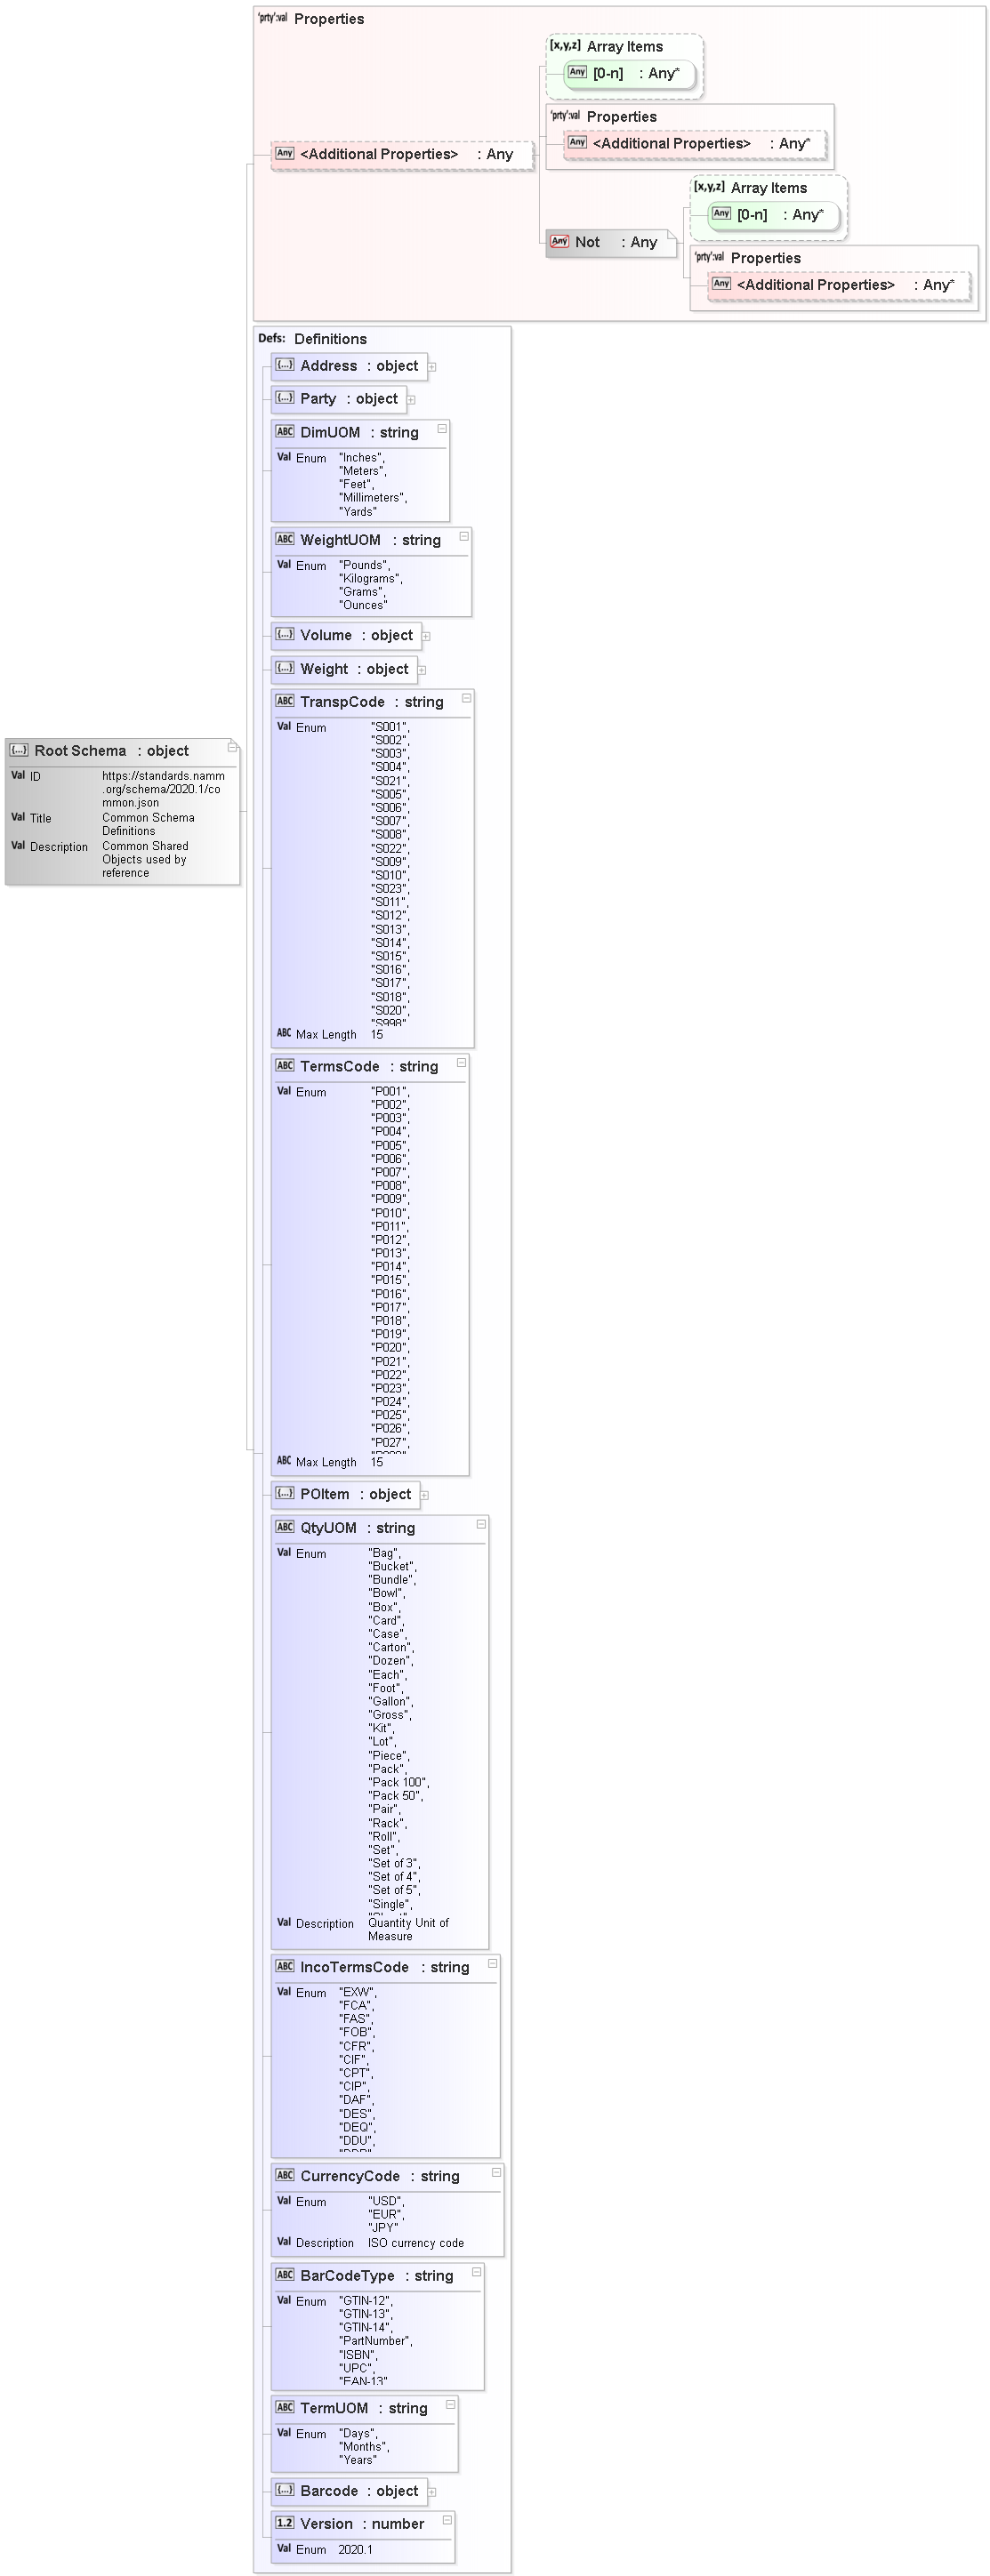 'prty':val Properties
[x,y,z] Array Items
Any [0-n] : Any*
'prty':val Properties
Any <Additional Properties> : Any
Any <Additional Properties> : Any*
[x,y,z] Array Items
Any [0-n] : Any*
Any Not : Any
'prty':val Properties
Any <Additional Properties> : Any*
Defs: Definitions
{...} Address : object
{...} Party : object
ABC DimUOM : string
Val Enum "Inches",
"Meters",
"Feet",
"Millimeters",
"Yards"
ABC WeightUOM : string
Val Enum "Pounds",
"Kilograms",
"Grams",
"Ounces"
{...} Volume : object
{...} Weight : object
ABC TranspCode : string
Val Enum "S001",
"S002",
"S003",
"S004",
"S021",
"S005",
"S006",
"S007",
"S008",
"S022",
"S009",
"S010",
"S023",
"S011",
"S012",
"S013",
"S014",
"S015",
"S016",
"S017",
"S018",
"S020",
"S998"
ABC Max Length 15
{...} Root Schema : object
Val ID https://standards.namm
.org/schema/2020.1/co
mmon.json
Val Title Common Schema
Definitions
Val Description Common Shared
Objects used by
reference
ABC TermsCode : string
Val Enum "P001",
"P002",
"P003",
"P004",
"P005",
"P006",
"P007",
"P008",
"P009",
"P010",
"P011",
"P012",
"P013",
"P014",
"P015",
"P016",
"P017",
"P018",
"P019",
"P020",
"P021",
"P022",
"P023",
"P024",
"P025",
"P026",
"P027",
ABC Max Length 15
{...} POItem : object
ABC QtyUOM : string
Val Enum "Bag",
"Bucket",
"Bundle",
"Bowl",
"Box",
"Card",
"Case",
"Carton",
"Dozen",
"Each",
"Foot",
"Gallon",
"Gross",
"Kit",
"Lot",
"Piece",
"Pack",
"Pack 100",
"Pack 50",
"Pair",
"Rack",
"Roll",
"Set",
"Set of 3",
"Set of 4",
"Set of 5",
"Single",
Val Description Quantity Unit of
Measure
ABC IncoTermsCode : string
Val Enum "EXW",
"FCA",
"FAS",
"FOB",
"CFR",
"CIF",
"CPT",
"CIP",
"DAF",
"DES",
"DEQ",
"DDU",
ABC CurrencyCode : string
Val Enum "USD",
"EUR",
"JPY"
Val Description ISO currency code
ABC BarCodeType : string
Val Enum "GTIN-12",
"GTIN-13",
"GTIN-14",
"PartNumber",
"ISBN",
"UPC",
"EAN-13"
ABC TermUOM : string
Val Enum "Days",
"Months",
"Years"
{...} Barcode : object
1.2 Version : number
Val Enum 2020.1